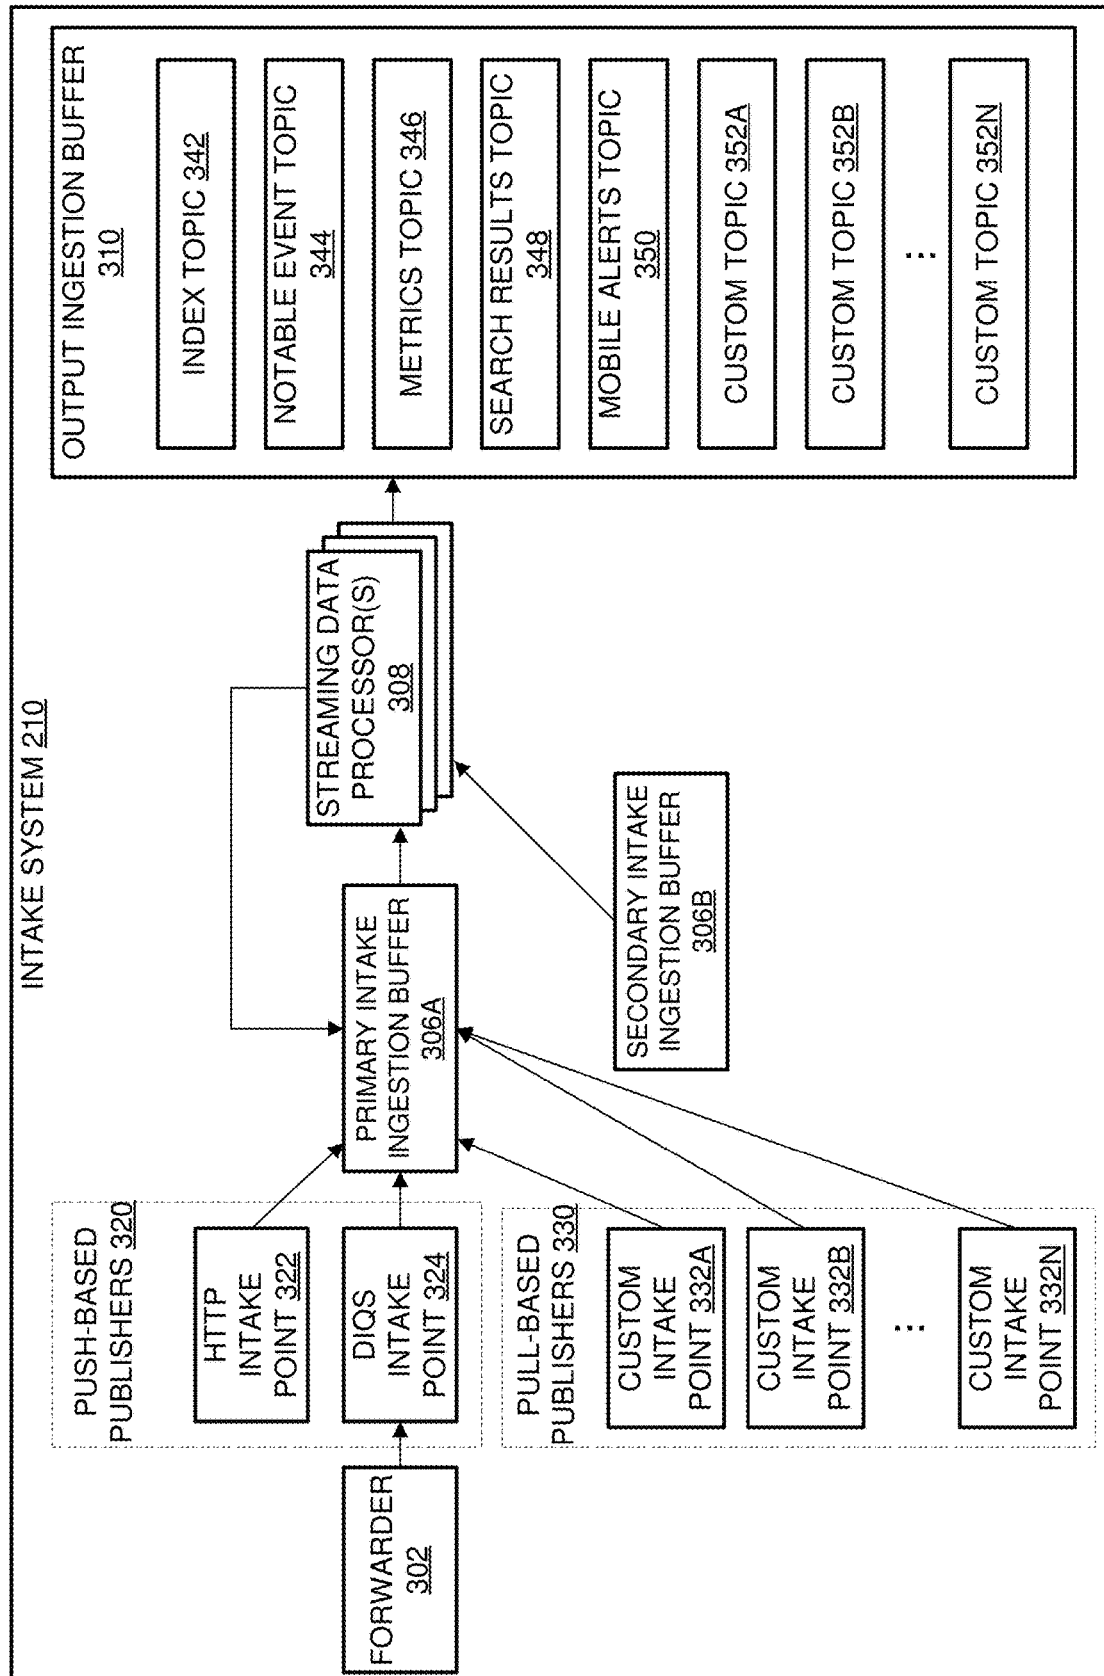 INTAKE SYSTEM 210
FORWARDER
302
PUSH-BASED
PUBLISHERS 320
HTTP
INTAKE
POINT 322
DIQS
INTAKE
POINT 324
PULL-BASED
PUBLISHERS 330
CUSTOM
INTAKE
POINT 332A
CUSTOM
INTAKE
POINT 332B
...
CUSTOM
INTAKE
POINT 332N
PRIMARY INTAKE
INGESTION BUFFER
306A
SECONDARY INTAKE
INGESTION BUFFER
306B
STREAMING DATA
PROCESSOR(S)
308
OUTPUT INGESTION BUFFER
310
INDEX TOPIC 342
NOTABLE EVENT TOPIC
344
METRICS TOPIC 346
SEARCH RESULTS TOPIC
348
MOBILE ALERTS TOPIC
350
CUSTOM TOPIC 352A
CUSTOM TOPIC 352B
...
CUSTOM TOPIC 352N